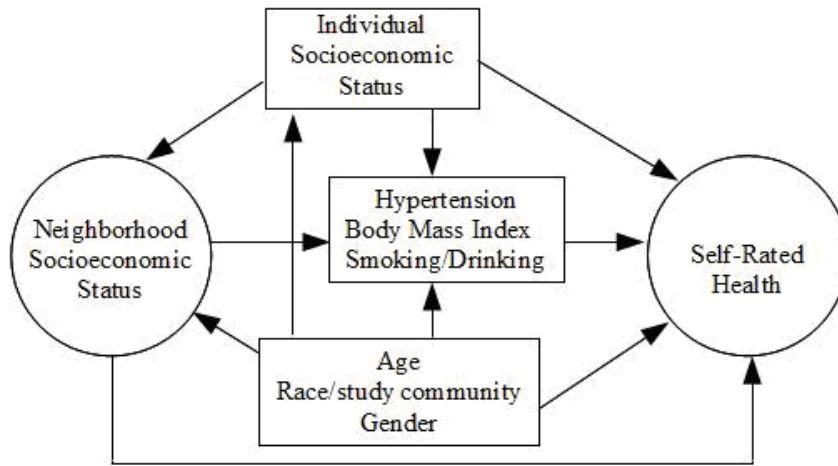 Individual
Socioeconomic
Status
Neighborhood
Socioeconomic
Status
Hypertension
Body Mass Index
Smoking/Drinking
Self-Rated
Health
Age
Race/study community
Gender